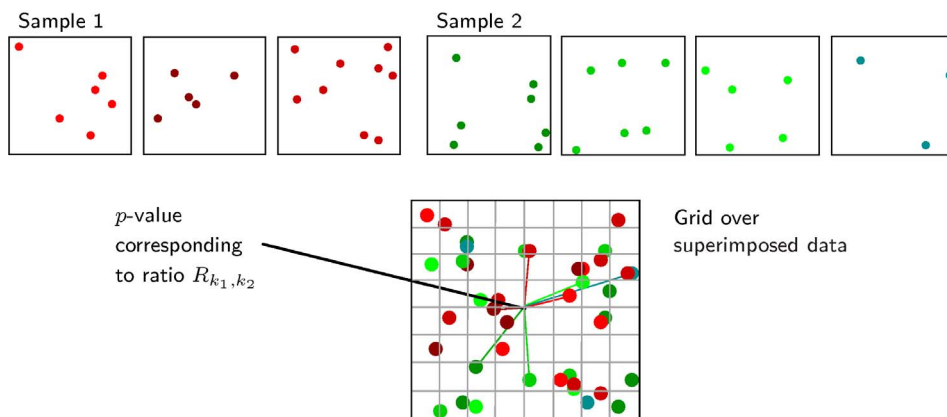 Sample 1
Sample 2
p-value
corresponding
to ratio R_{k_1,k_2}
Grid over
superimposed data